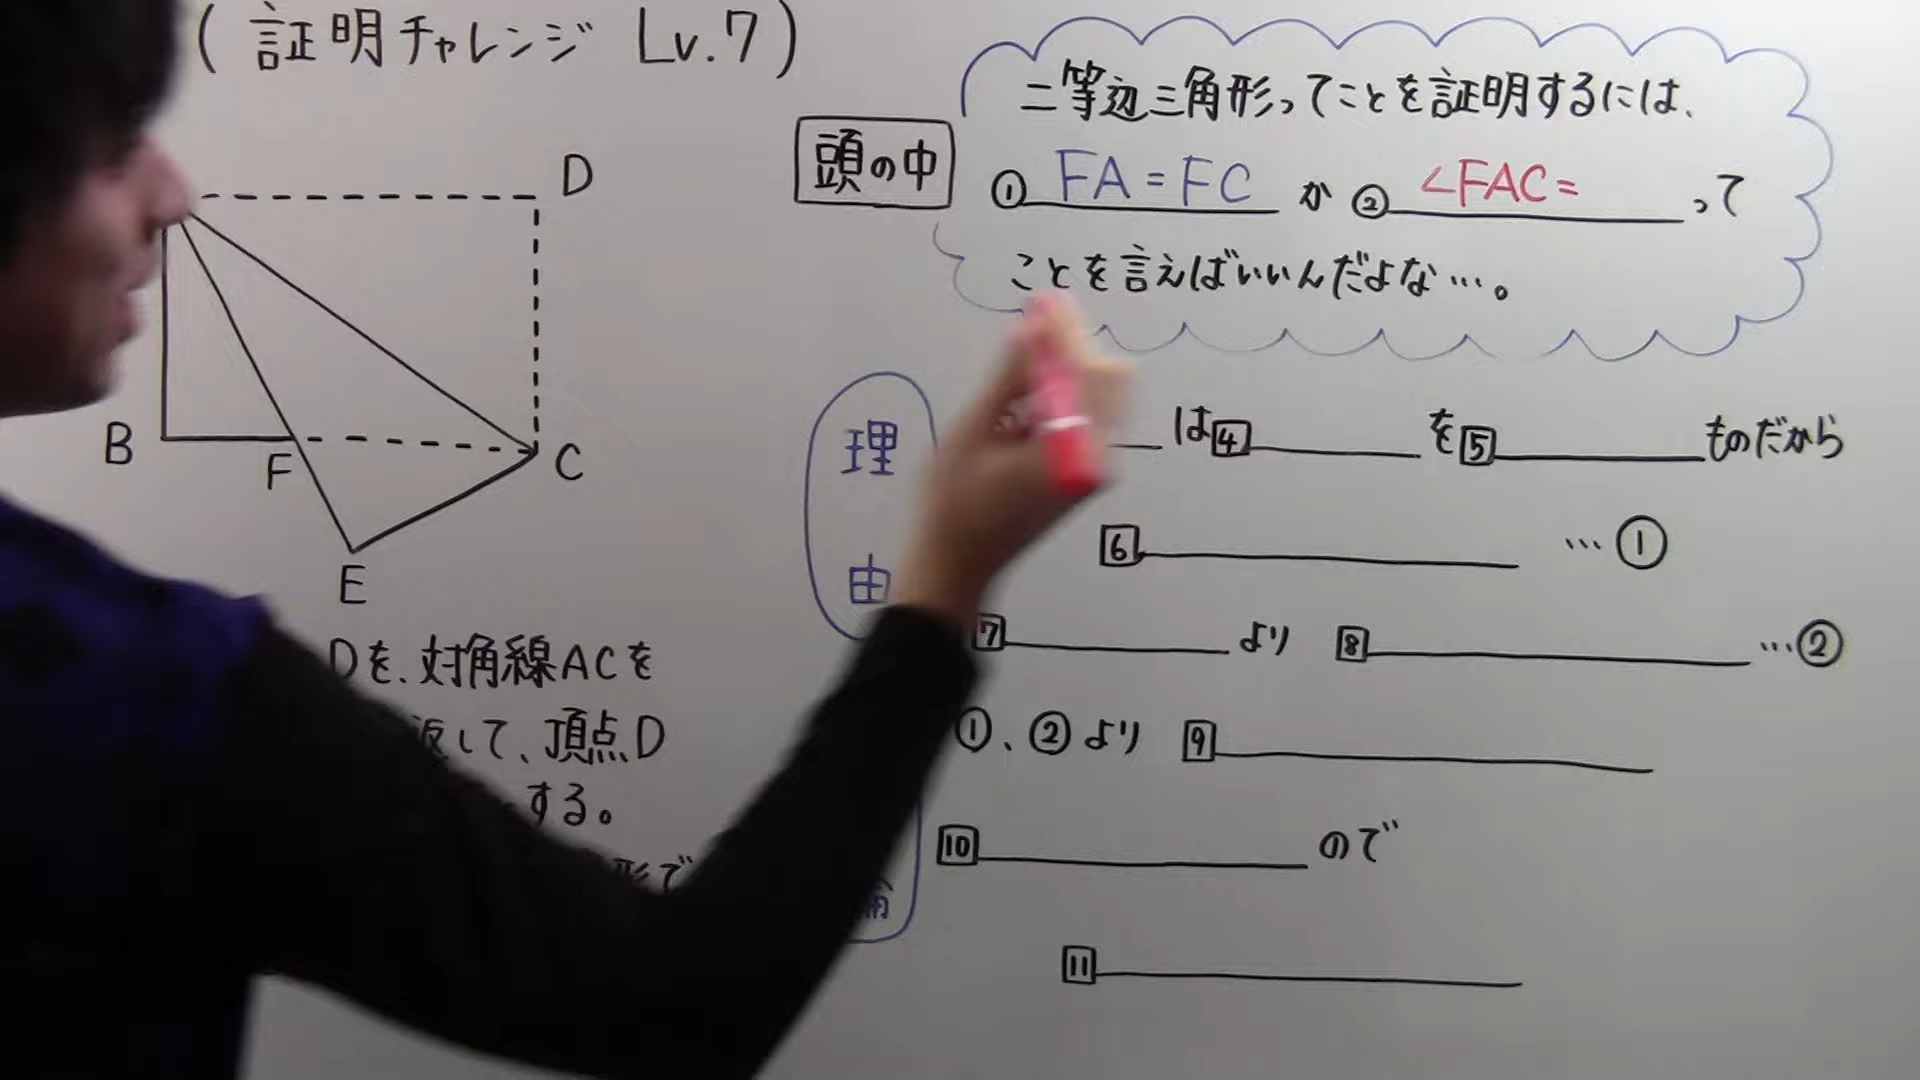 (証明チャレンジ Lv.7)
D
B
F
C
E
Dを、対角線ACを
返して、頂点D
する。
形で
頭の中
二等辺三角形ってことを証明するには、
① FA=FC か ② ∠FAC= って
ことを言えばいいんだよな…。
理由
は 4 を 5 ものだから
6 …①
7 より 8 …②
①、②より 9
10 ので
11